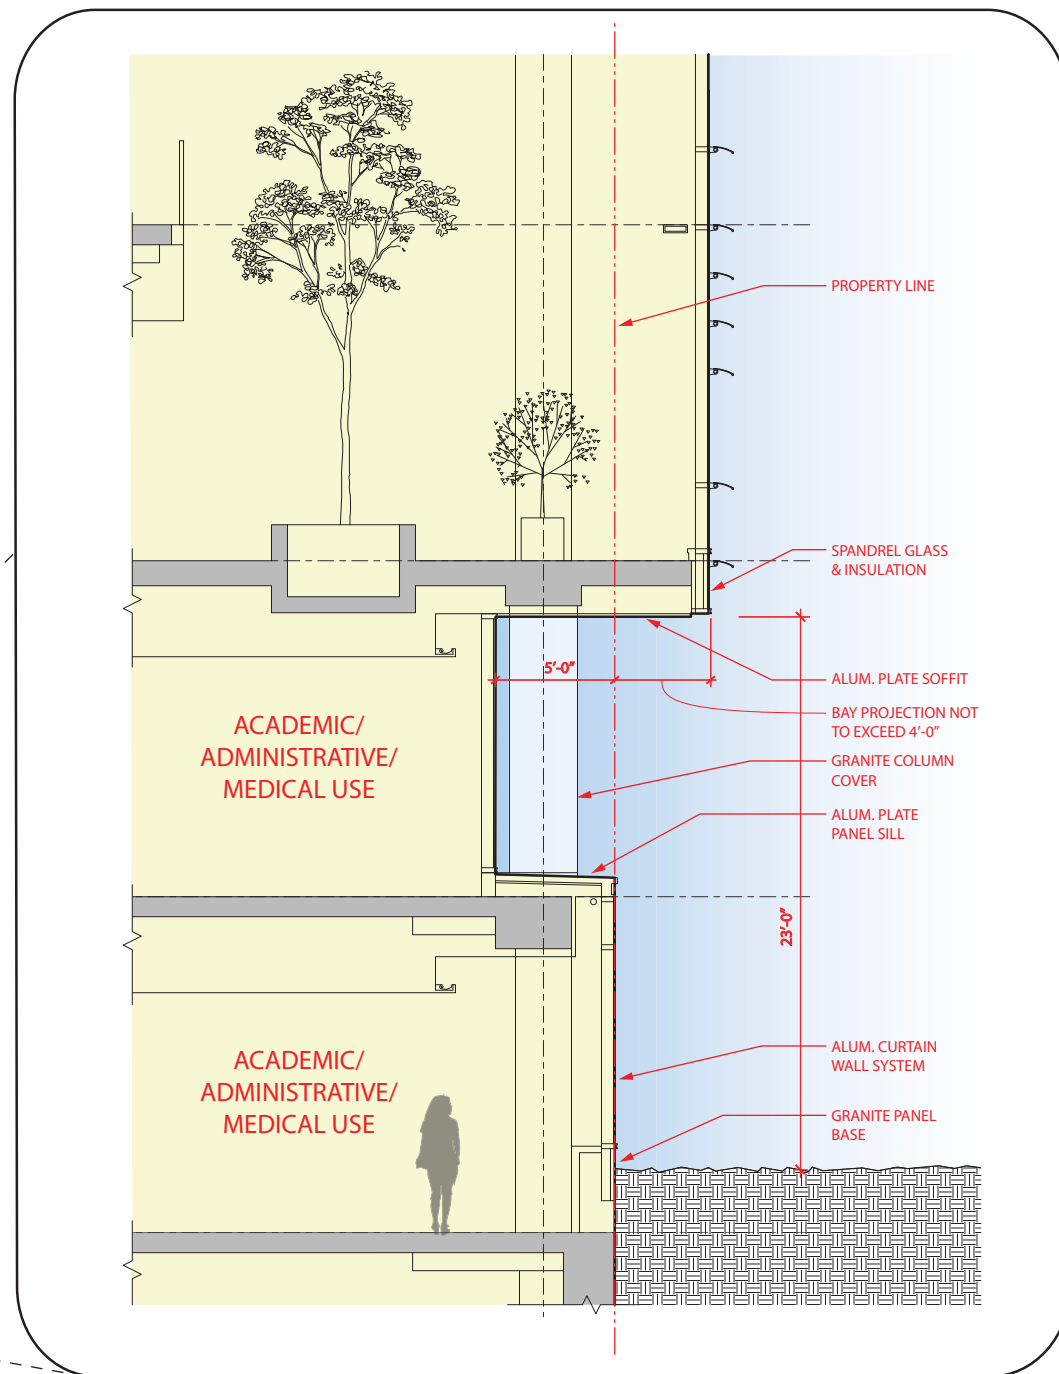 PROPERTY LINE
SPANDREL GLASS
& INSULATION
5'-0"
ALUM. PLATE SOFFIT
BAY PROJECTION NOT
TO EXCEED 4'-0"
ACADEMIC/
ADMINISTRATIVE/
MEDICAL USE
GRANITE COLUMN
COVER
ALUM. PLATE
PANEL SILL
23'-0"
ACADEMIC/
ADMINISTRATIVE/
MEDICAL USE
ALUM. CURTAIN
WALL SYSTEM
GRANITE PANEL
BASE